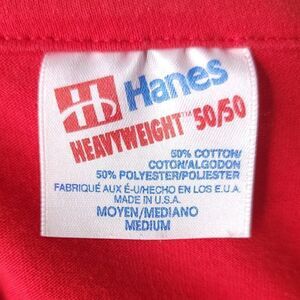 Hanes
HEAVYWEIGHT™ 50/50
50% COTTON/
COTON/ALGODON
50% POLYESTER/POLIESTER
FABRIQUÉ AUX É-U/HECHO EN LOS E.U.A.
MADE IN U.S.A.
MOYEN/MEDIANO
MEDIUM